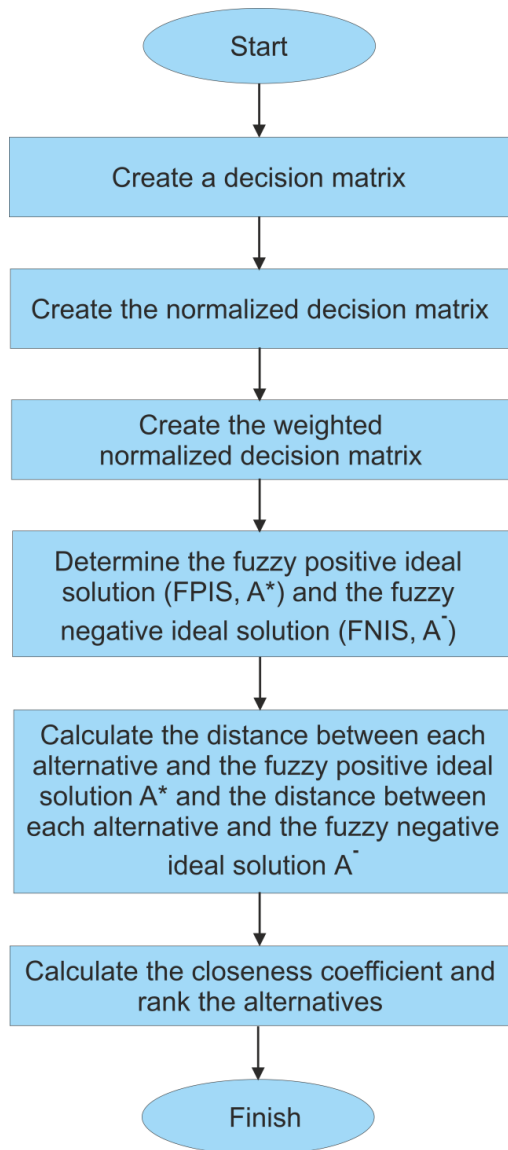 Start
Create a decision matrix
Create the normalized decision matrix
Create the weighted
normalized decision matrix
Determine the fuzzy positive ideal
solution (FPIS, A*) and the fuzzy
negative ideal solution (FNIS, A⁻)
Calculate the distance between each
alternative and the fuzzy positive ideal
solution A* and the distance between
each alternative and the fuzzy negative
ideal solution A⁻
Calculate the closeness coefficient and
rank the alternatives
Finish